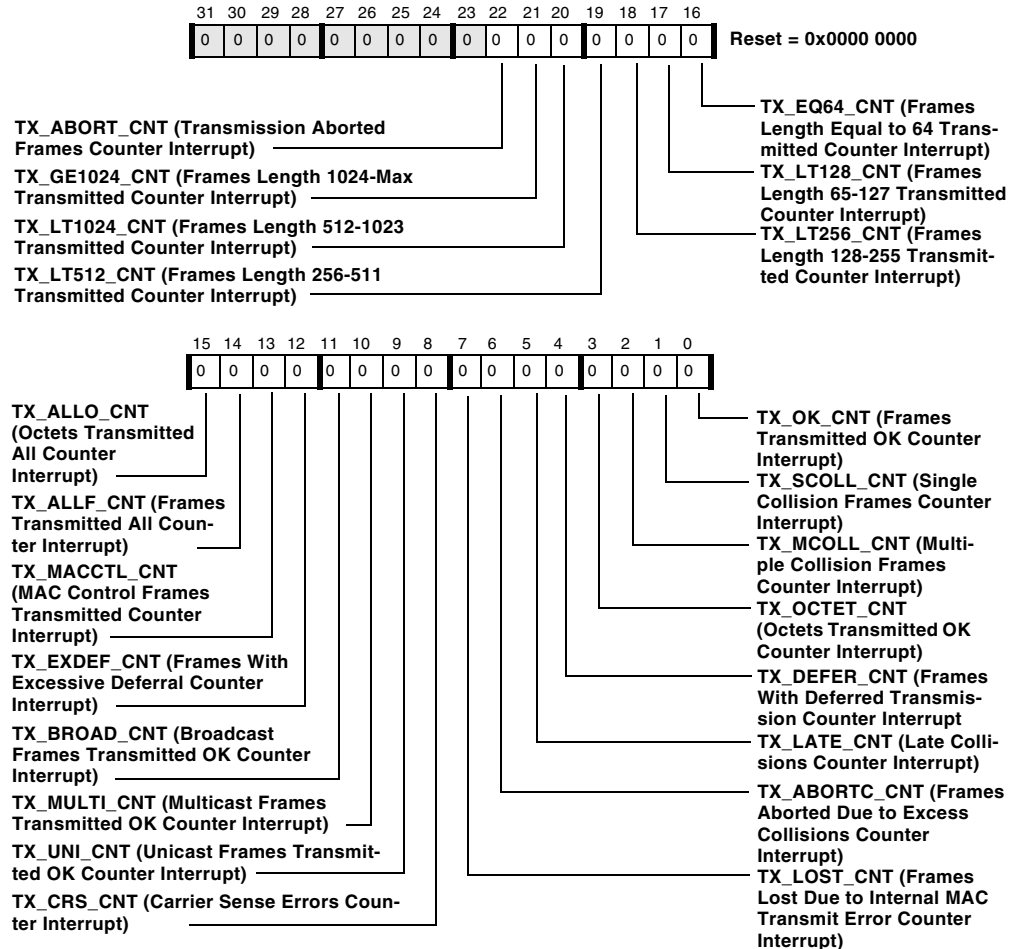 31 30 29 28 27 26 25 24 23 22 21 20 19 18 17 16
0 0 0 0 0 0 0 0 0 0 0 0 0 0 0 0 Reset = 0x0000 0000
TX_ABORT_CNT (Transmission Aborted
Frames Counter Interrupt)
TX_GE1024_CNT (Frames Length 1024-Max
Transmitted Counter Interrupt)
TX_LT1024_CNT (Frames Length 512-1023
Transmitted Counter Interrupt)
TX_LT512_CNT (Frames Length 256-511
Transmitted Counter Interrupt)
TX_EQ64_CNT (Frames
Length Equal to 64 Trans-
mitted Counter Interrupt)
TX_LT128_CNT (Frames
Length 65-127 Transmitted
Counter Interrupt)
TX_LT256_CNT (Frames
Length 128-255 Transmit-
ted Counter Interrupt)
15 14 13 12 11 10 9 8 7 6 5 4 3 2 1 0
0 0 0 0 0 0 0 0 0 0 0 0 0 0 0 0
TX_ALLO_CNT
(Octets Transmitted
All Counter
Interrupt)
TX_ALLF_CNT (Frames
Transmitted All Coun-
ter Interrupt)
TX_MACCTL_CNT
(MAC Control Frames
Transmitted Counter
Interrupt)
TX_EXDEF_CNT (Frames With
Excessive Deferral Counter
Interrupt)
TX_BROAD_CNT (Broadcast
Frames Transmitted OK Counter
Interrupt)
TX_MULTI_CNT (Multicast Frames
Transmitted OK Counter Interrupt)
TX_UNI_CNT (Unicast Frames Transmit-
ted OK Counter Interrupt)
TX_CRS_CNT (Carrier Sense Errors Coun-
ter Interrupt)
TX_OK_CNT (Frames
Transmitted OK Counter
Interrupt)
TX_SCOLL_CNT (Single
Collision Frames Counter
Interrupt)
TX_MCOLL_CNT (Multi-
ple Collision Frames
Counter Interrupt)
TX_OCTET_CNT
(Octets Transmitted OK
Counter Interrupt)
TX_DEFER_CNT (Frames
With Deferred Transmis-
sion Counter Interrupt
TX_LATE_CNT (Late Colli-
sions Counter Interrupt)
TX_ABORTC_CNT (Frames
Aborted Due to Excess
Collisions Counter
Interrupt)
TX_LOST_CNT (Frames
Lost Due to Internal MAC
Transmit Error Counter
Interrupt)